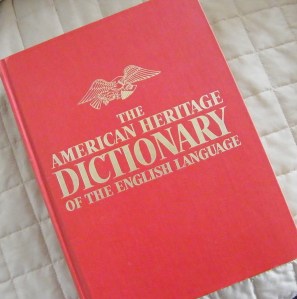 THE
AMERICAN HERITAGE
DICTIONARY
OF THE ENGLISH LANGUAGE